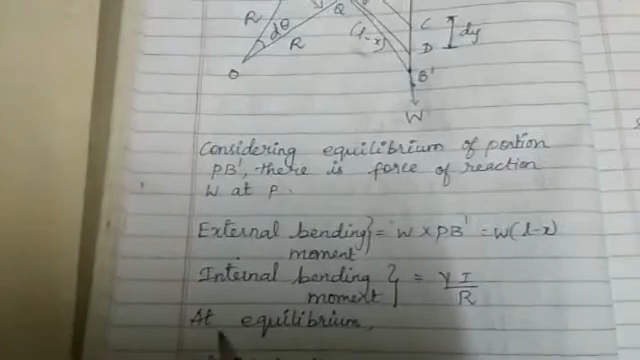 R
dθ
R
Q
O
(l-x)
C
D
dy
B'
W
Considering equilibrium of portion
PB', there is force of reaction
W at P.
External bending } = W x PB' = W(l-x)
moment
Internal bending } = YI/R
moment
At equilibrium,